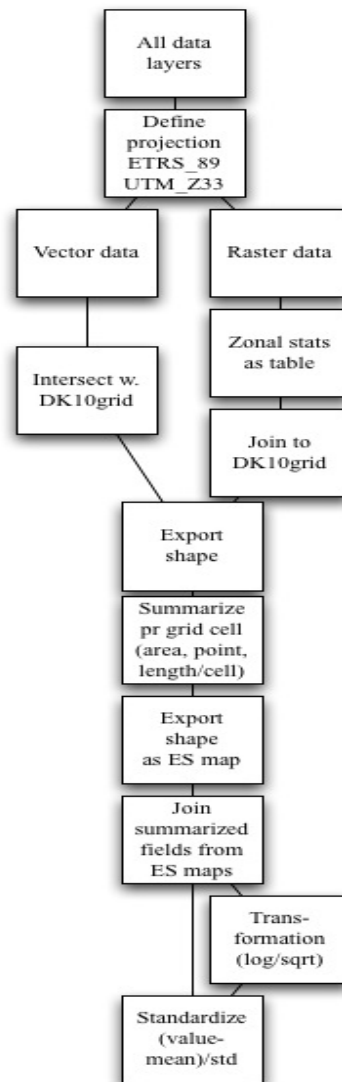 All data
layers
Define
projection
ETRS_89
UTM_Z33
Vector data
Raster data
Zonal stats
as table
Intersect w.
DK10grid
Join to
DK10grid
Export
shape
Summarize
pr grid cell
(area, point,
length/cell)
Export
shape
as ES map
Join
summarized
fields from
ES maps
Trans-
formation
(log/sqrt)
Standardize
(value-
mean)/std